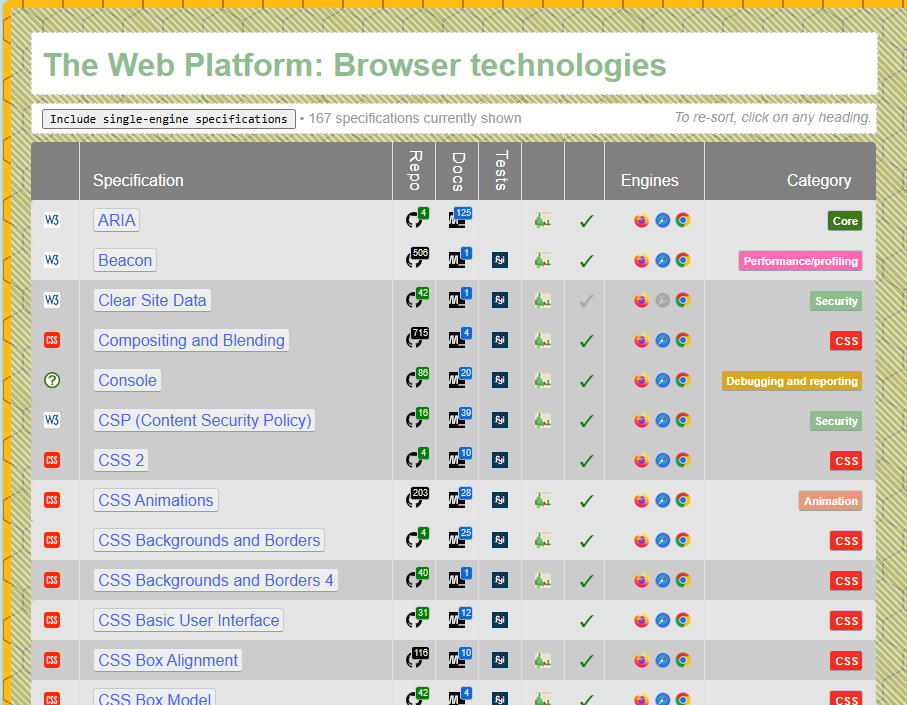 The Web Platform: Browser technologies
Include single-engine specifications • 167 specifications currently shown To re-sort, click on any heading.
Specification Repo Docs Tests Engines Category
W3 ARIA 4 125 Core
W3 Beacon 506 1 Performance/profiling
W3 Clear Site Data 42 1 Security
CSS Compositing and Blending 715 4 CSS
? Console 86 20 Debugging and reporting
W3 CSP (Content Security Policy) 16 39 Security
CSS CSS 2 4 10 CSS
CSS CSS Animations 203 28 Animation
CSS CSS Backgrounds and Borders 4 25 CSS
CSS CSS Backgrounds and Borders 4 40 1 CSS
CSS CSS Basic User Interface 31 12 CSS
CSS CSS Box Alignment 116 10 CSS
CSS CSS Box Model 42 4 CSS